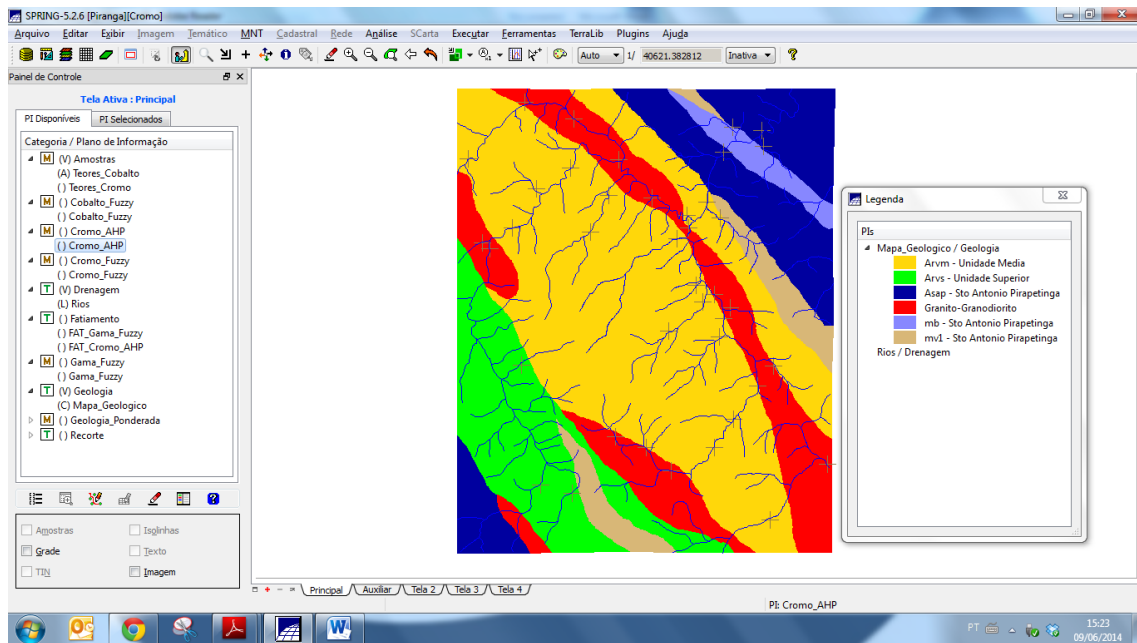 SPRING-5.2.6 [Piranga][Cromo]
Arquivo Editar Exibir Imagem Temático MNT Cadastral Rede Análise SCarta Executar Ferramentas TerraLib Plugins Ajuda
Auto 1/ 40621.382812 Inativa
Painel de Controle
Tela Ativa : Principal
PI Disponíveis PI Selecionados
Categoria / Plano de Informação
M (V) Amostras
(A) Teores_Cobalto
( ) Teores_Cromo
M ( ) Cobalto_Fuzzy
( ) Cobalto_Fuzzy
M ( ) Cromo_AHP
( ) Cromo_AHP
M ( ) Cromo_Fuzzy
( ) Cromo_Fuzzy
T (V) Drenagem
(L) Rios
T ( ) Fatiamento
( ) FAT_Gama_Fuzzy
( ) FAT_Cromo_AHP
M ( ) Gama_Fuzzy
( ) Gama_Fuzzy
T (V) Geologia
(C) Mapa_Geologico
M ( ) Geologia_Ponderada
T ( ) Recorte
Amostras Isolinhas
Grade Texto
TIN Imagem
Legenda
PIs
Mapa_Geologico / Geologia
Arvm - Unidade Media
Arvs - Unidade Superior
Asap - Sto Antonio Pirapetinga
Granito-Granodiorito
mb - Sto Antonio Pirapetinga
mv1 - Sto Antonio Pirapetinga
Rios / Drenagem
Principal Auxiliar Tela 2 Tela 3 Tela 4
PI: Cromo_AHP
PT 15:23
09/06/2014